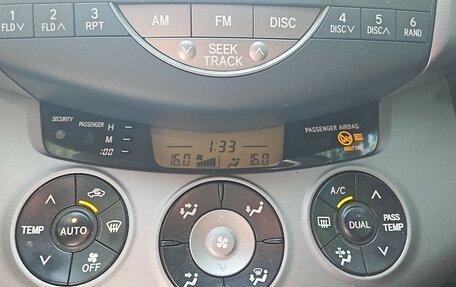 1 2 3 AM FM DISC 4 5 6
FLD ∨ FLD ∧ RPT DISC ∨ DISC ∧ RAND
∨ SEEK ∧
TRACK
SECURITY PASSENGER H
M
:00
1:33
16.0 16.0
PASSENGER AIRBAG
TEMP AUTO
OFF
A/C
DUAL PASS
TEMP